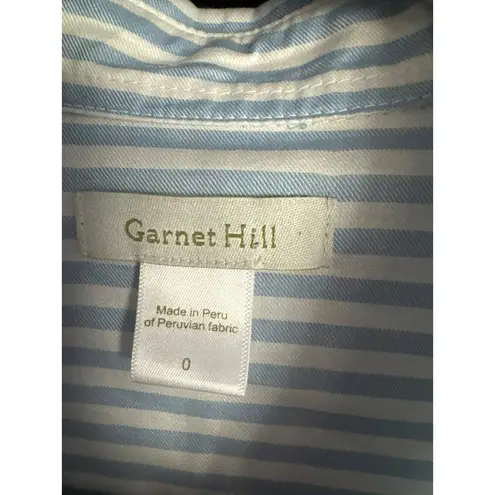 Garnet Hill
Made in Peru
of Peruvian fabric
0